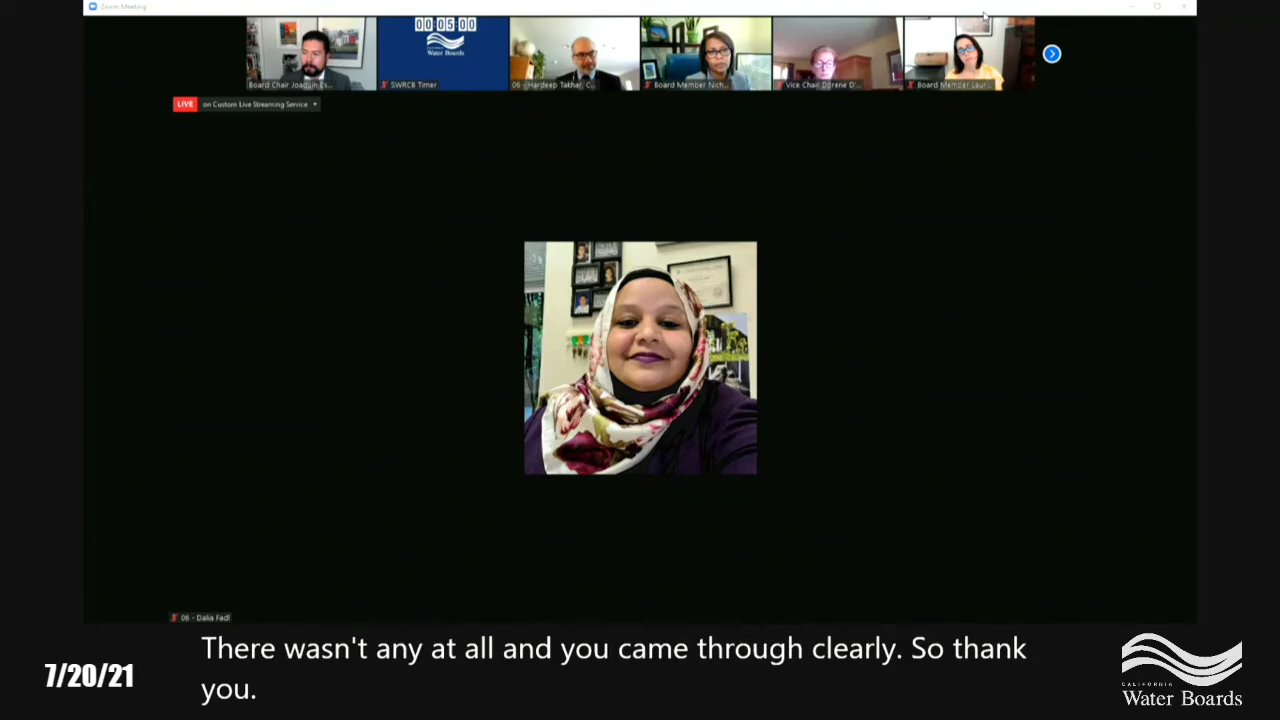 Zoom Meeting
00:05:00
Water Boards
Board Chair Joaquin Es...
SWRCB Timer
06 - Hardeep Takhar, C...
Board Member Nich...
Vice Chair Dorene D'...
Board Member Laur...
LIVE
on Custom Live Streaming Service
06 - Dalia Fadl
There wasn't any at all and you came through clearly. So thank
you.
7/20/21
CALIFORNIA
Water Boards